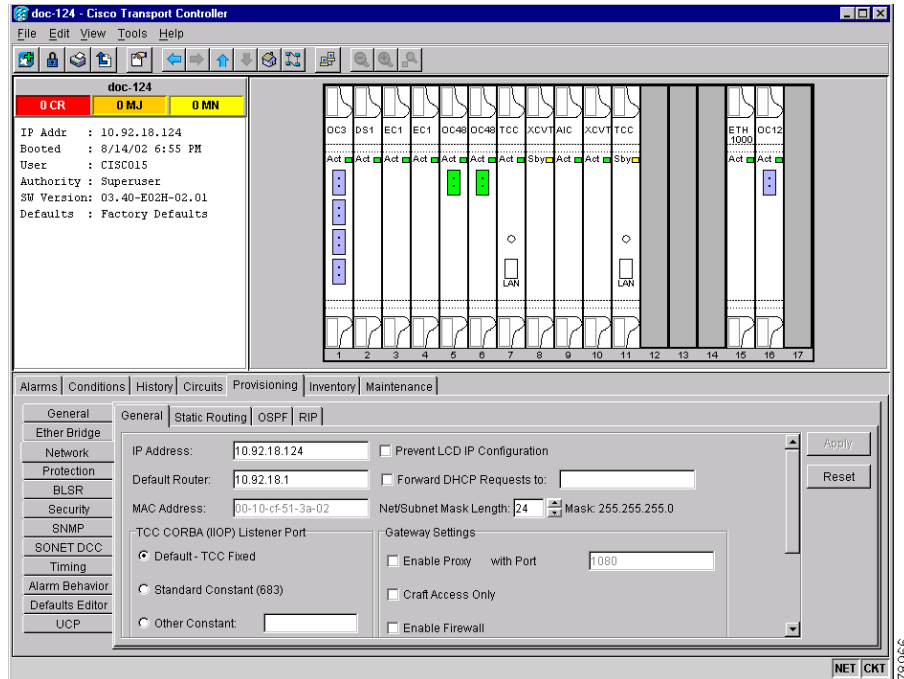 doc-124 - Cisco Transport Controller
File Edit View Tools Help
doc-124
0 CR 0 MJ 0 MN
IP Addr : 10.92.18.124
Booted : 8/14/02 6:55 PM
User : CISCO15
Authority : Superuser
SW Version: 03.40-E02H-02.01
Defaults : Factory Defaults
OC3 DS1 EC1 EC1 OC48 OC48 TCC XCVT AIC XCVT TCC ETH 1000 OC12
Act Act Act Act Act Act Act Sby Act Act Sby Act Act
LAN LAN
1 2 3 4 5 6 7 8 9 10 11 12 13 14 15 16 17
Alarms Conditions History Circuits Provisioning Inventory Maintenance
General
Ether Bridge
Network
Protection
BLSR
Security
SNMP
SONET DCC
Timing
Alarm Behavior
Defaults Editor
UCP
General Static Routing OSPF RIP
IP Address: 10.92.18.124 Prevent LCD IP Configuration
Default Router: 10.92.18.1 Forward DHCP Requests to:
MAC Address: 00-10-cf-51-3a-02 Net/Subnet Mask Length: 24 Mask: 255.255.255.0
TCC CORBA (IIOP) Listener Port
Default - TCC Fixed
Standard Constant (683)
Other Constant:
Gateway Settings
Enable Proxy with Port 1080
Craft Access Only
Enable Firewall
Apply
Reset
NET CKT
78966